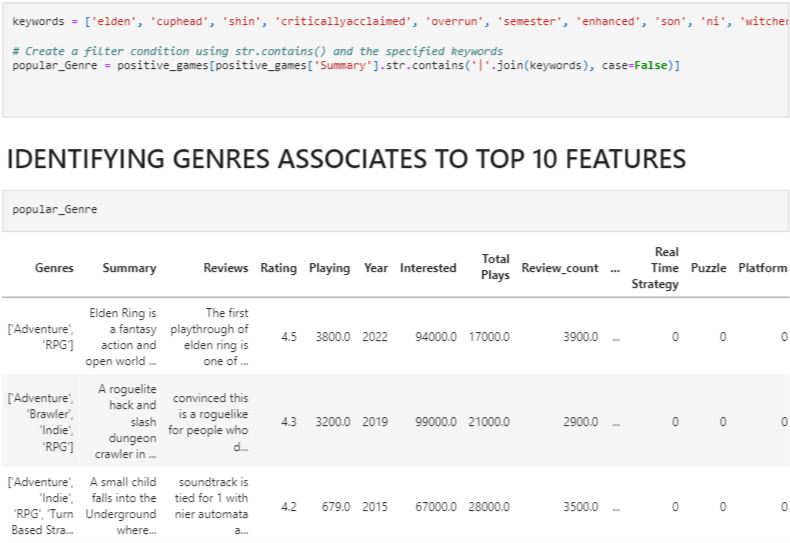 keywords = ['elden', 'cuphead', 'shin', 'criticallyacclaimed', 'overrun', 'semester', 'enhanced', 'son', 'ni', 'witcher
# Create a filter condition using str.contains() and the specified keywords
popular_Genre = positive_games[positive_games['Summary'].str.contains('|'.join(keywords), case=False)]
IDENTIFYING GENRES ASSOCIATES TO TOP 10 FEATURES
popular_Genre
Genres Summary Reviews Rating Playing Year Interested Total Plays Review_count ... Real Time Strategy Puzzle Platform
['Adventure', 'RPG'] Elden Ring is a fantasy action and open world ... The first playthrough of elden ring is one of ... 4.5 3800.0 2022 94000.0 17000.0 3900.0 ... 0 0 0
['Adventure', 'Brawler', 'Indie', 'RPG'] A roguelite hack and slash dungeon crawler in ... convinced this is a roguelike for people who d... 4.3 3200.0 2019 99000.0 21000.0 2900.0 ... 0 0 0
['Adventure', 'Indie', 'RPG', 'Turn Based Stra... A small child falls into the Underground where... soundtrack is tied for 1 with nier automata a... 4.2 679.0 2015 67000.0 28000.0 3500.0 ... 0 0 0